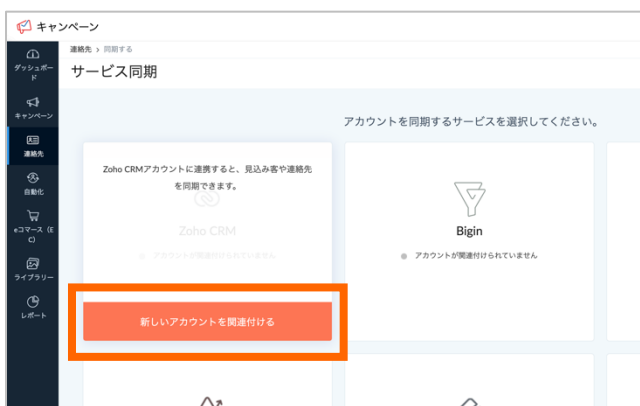 キャンペーン
連絡先 › 同期する
サービス同期
ダッシュボー
ド
キャンペーン
連絡先
自動化
eコマース（E
C）
ライブラリー
レポート
アカウントを同期するサービスを選択してください。
Zoho CRMアカウントに連携すると、見込み客や連絡先
を同期できます。
Zoho CRM
アカウントが関連付けられていません
新しいアカウントを関連付ける
Bigin
アカウントが関連付けられていません